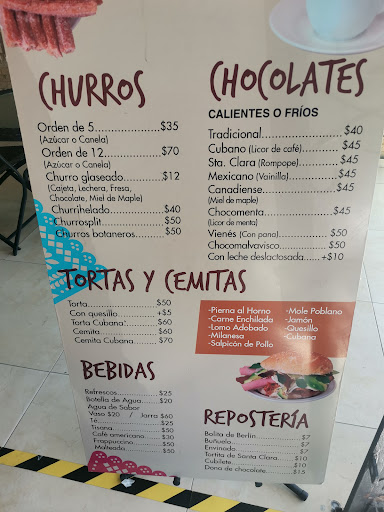 CHURROS
Orden de 5..............$35
(Azúcar o Canela)
Orden de 12............$70
(Azúcar o Canela)
Churro glaseado.......$12
(Cajeta, Lechera, Fresa,
Chocolate, Miel de Maple)
Churrihelado............$40
Churrosplit................$50
Churros botaneros.....$50
CHOCOLATES
CALIENTES O FRÍOS
Tradicional....................$40
Cubano (Licor de café).....$45
Sta. Clara (Rompope)......$45
Mexicano (Vainilla).........$45
Canadiense..................$45
(Miel de maple)
Chocomenta.................$45
(Licor de menta)
Vienés (Con pana)..........$50
Chocomalvavisco..........$50
Con leche deslactosada.....+$10
TORTAS Y CEMITAS
Torta.....................$50
Con quesillo............+$5
Torta Cubana...........$60
Cemita...................$60
Cemita Cubana........$70
-Pierna al Horno
-Carne Enchilada
-Lomo Adobado
-Milanesa
-Salpicón de Pollo
-Mole Poblano
-Jamón
-Quesillo
-Cubana
BEBIDAS
Refrescos................$25
Botella de Agua........$20
Agua de Sabor
Vaso $20 / Jarra $60
Té.........................$25
Tisana....................$50
Café americano........$30
Frappuccino.............$50
Malteada................$50
REPOSTERÍA
Bolita de Berlín............$7
Buñuelo.....................$7
Envinado....................$7
Tortita de Santa Clara....$10
Cubilete.....................$10
Dona de chocolate........$15